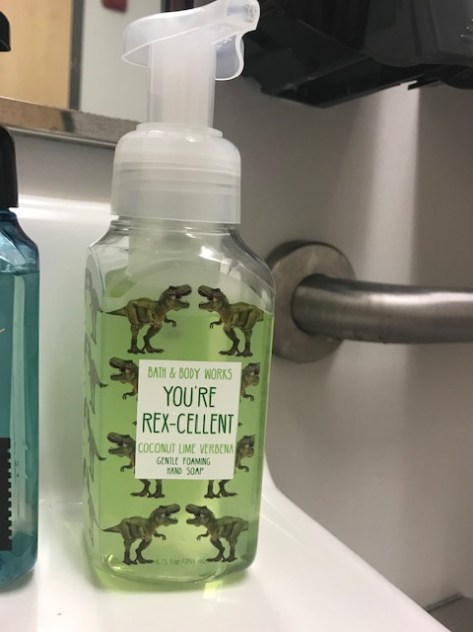 BATH & BODY WORKS
YOU'RE
REX-CELLENT
COCONUT LIME VERBENA
GENTLE FOAMING
HAND SOAP